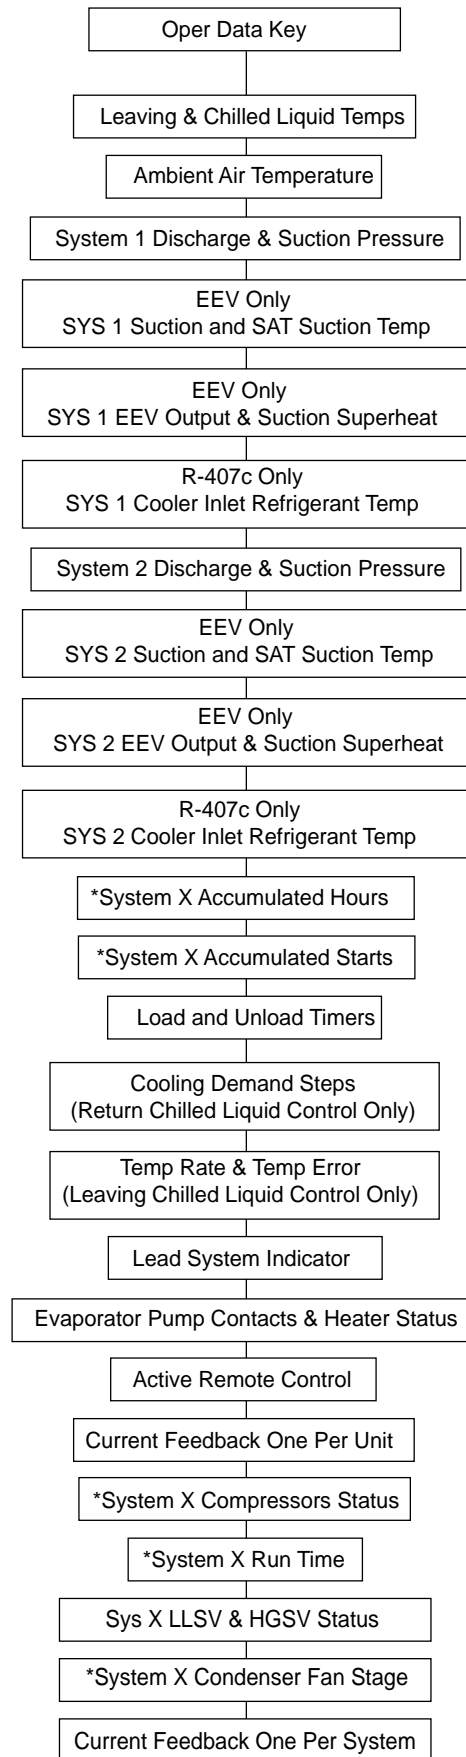 Oper Data Key
Leaving & Chilled Liquid Temps
Ambient Air Temperature
System 1 Discharge & Suction Pressure
EEV Only
SYS 1 Suction and SAT Suction Temp
EEV Only
SYS 1 EEV Output & Suction Superheat
R-407c Only
SYS 1 Cooler Inlet Refrigerant Temp
System 2 Discharge & Suction Pressure
EEV Only
SYS 2 Suction and SAT Suction Temp
EEV Only
SYS 2 EEV Output & Suction Superheat
R-407c Only
SYS 2 Cooler Inlet Refrigerant Temp
*System X Accumulated Hours
*System X Accumulated Starts
Load and Unload Timers
Cooling Demand Steps
(Return Chilled Liquid Control Only)
Temp Rate & Temp Error
(Leaving Chilled Liquid Control Only)
Lead System Indicator
Evaporator Pump Contacts & Heater Status
Active Remote Control
Current Feedback One Per Unit
*System X Compressors Status
*System X Run Time
Sys X LLSV & HGSV Status
*System X Condenser Fan Stage
Current Feedback One Per System